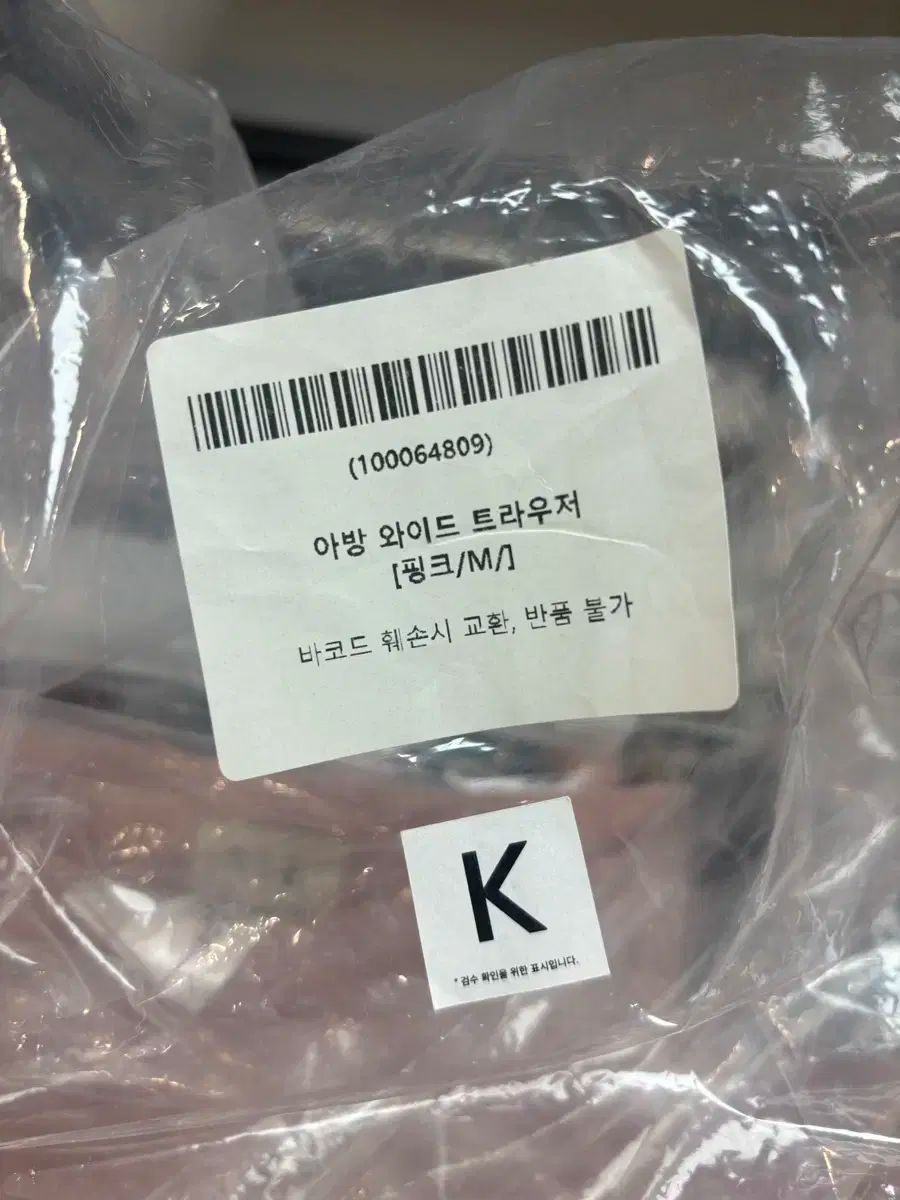 (100064809)
아방 와이드 트라우저
[핑크/M/]
바코드 훼손시 교환, 반품 불가
K
* 검수 확인을 위한 표시입니다.